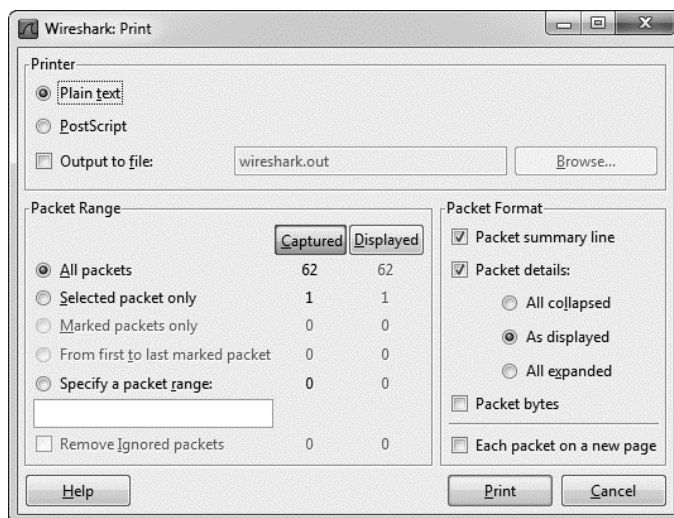 Wireshark: Print
Printer
Plain text
PostScript
Output to file: wireshark.out Browse...
Packet Range
Captured Displayed
All packets 62 62
Selected packet only 1 1
Marked packets only 0 0
From first to last marked packet 0 0
Specify a packet range: 0 0
Remove Ignored packets 0 0
Packet Format
Packet summary line
Packet details:
All collapsed
As displayed
All expanded
Packet bytes
Each packet on a new page
Help Print Cancel